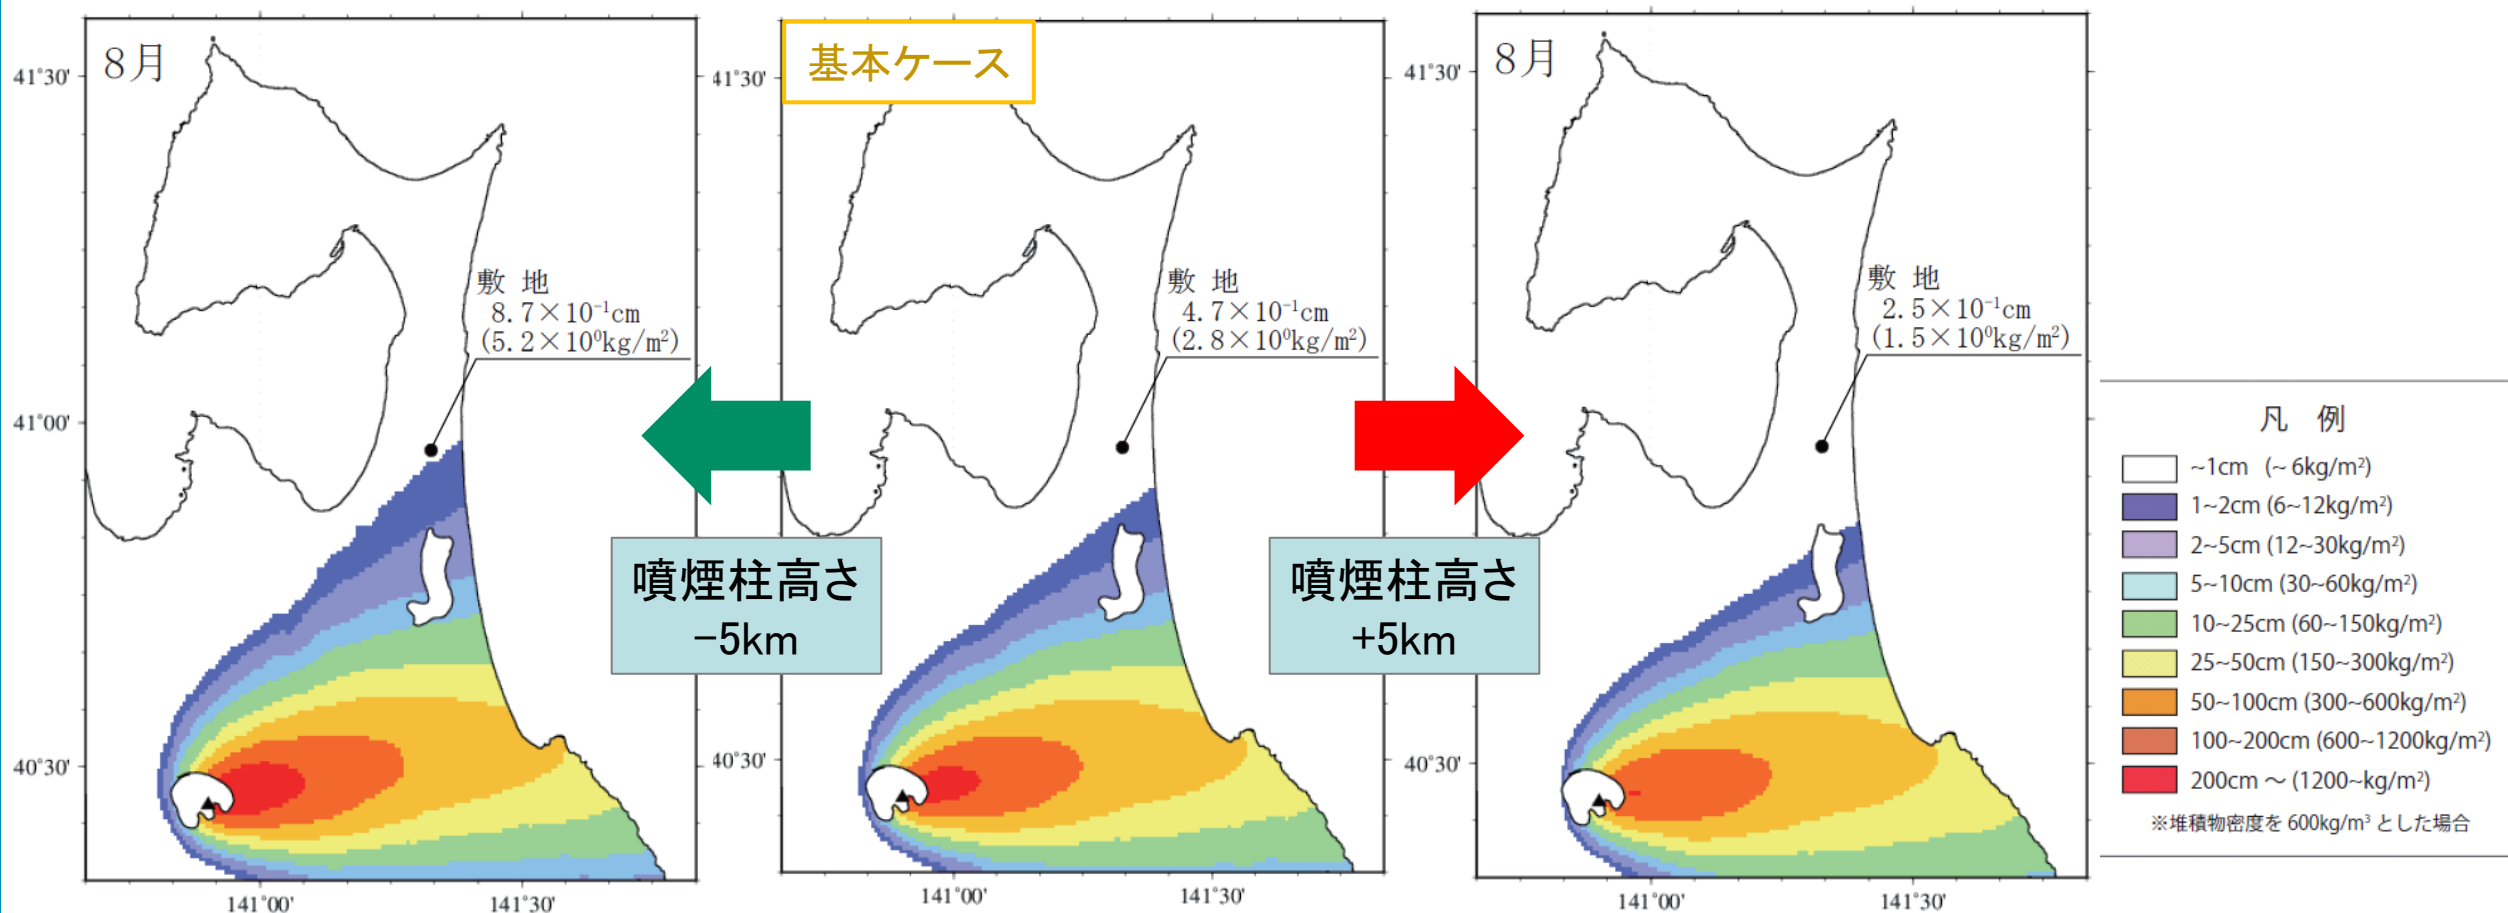 8月
41°30'
41°00'
40°30'
141°00'
141°30'
敷 地
8.7×10⁻¹cm
(5.2×10⁰kg/m²)
噴煙柱高さ
−5km
基本ケース
41°30'
40°30'
141°00'
141°30'
敷 地
4.7×10⁻¹cm
(2.8×10⁰kg/m²)
噴煙柱高さ
+5km
8月
41°30'
40°30'
141°00'
141°30'
敷 地
2.5×10⁻¹cm
(1.5×10⁰kg/m²)
凡 例
~1cm (~6kg/m²)
1~2cm (6~12kg/m²)
2~5cm (12~30kg/m²)
5~10cm (30~60kg/m²)
10~25cm (60~150kg/m²)
25~50cm (150~300kg/m²)
50~100cm (300~600kg/m²)
100~200cm (600~1200kg/m²)
200cm ～ (1200~kg/m²)
※堆積物密度を 600kg/m³ とした場合